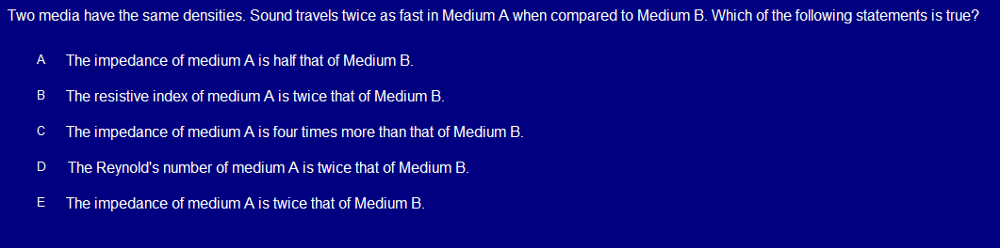 Two media have the same densities. Sound travels twice as fast in Medium A when compared to Medium B. Which of the following statements is true?
A The impedance of medium A is half that of Medium B.
B The resistive index of medium A is twice that of Medium B.
C The impedance of medium A is four times more than that of Medium B.
D The Reynold's number of medium A is twice that of Medium B.
E The impedance of medium A is twice that of Medium B.